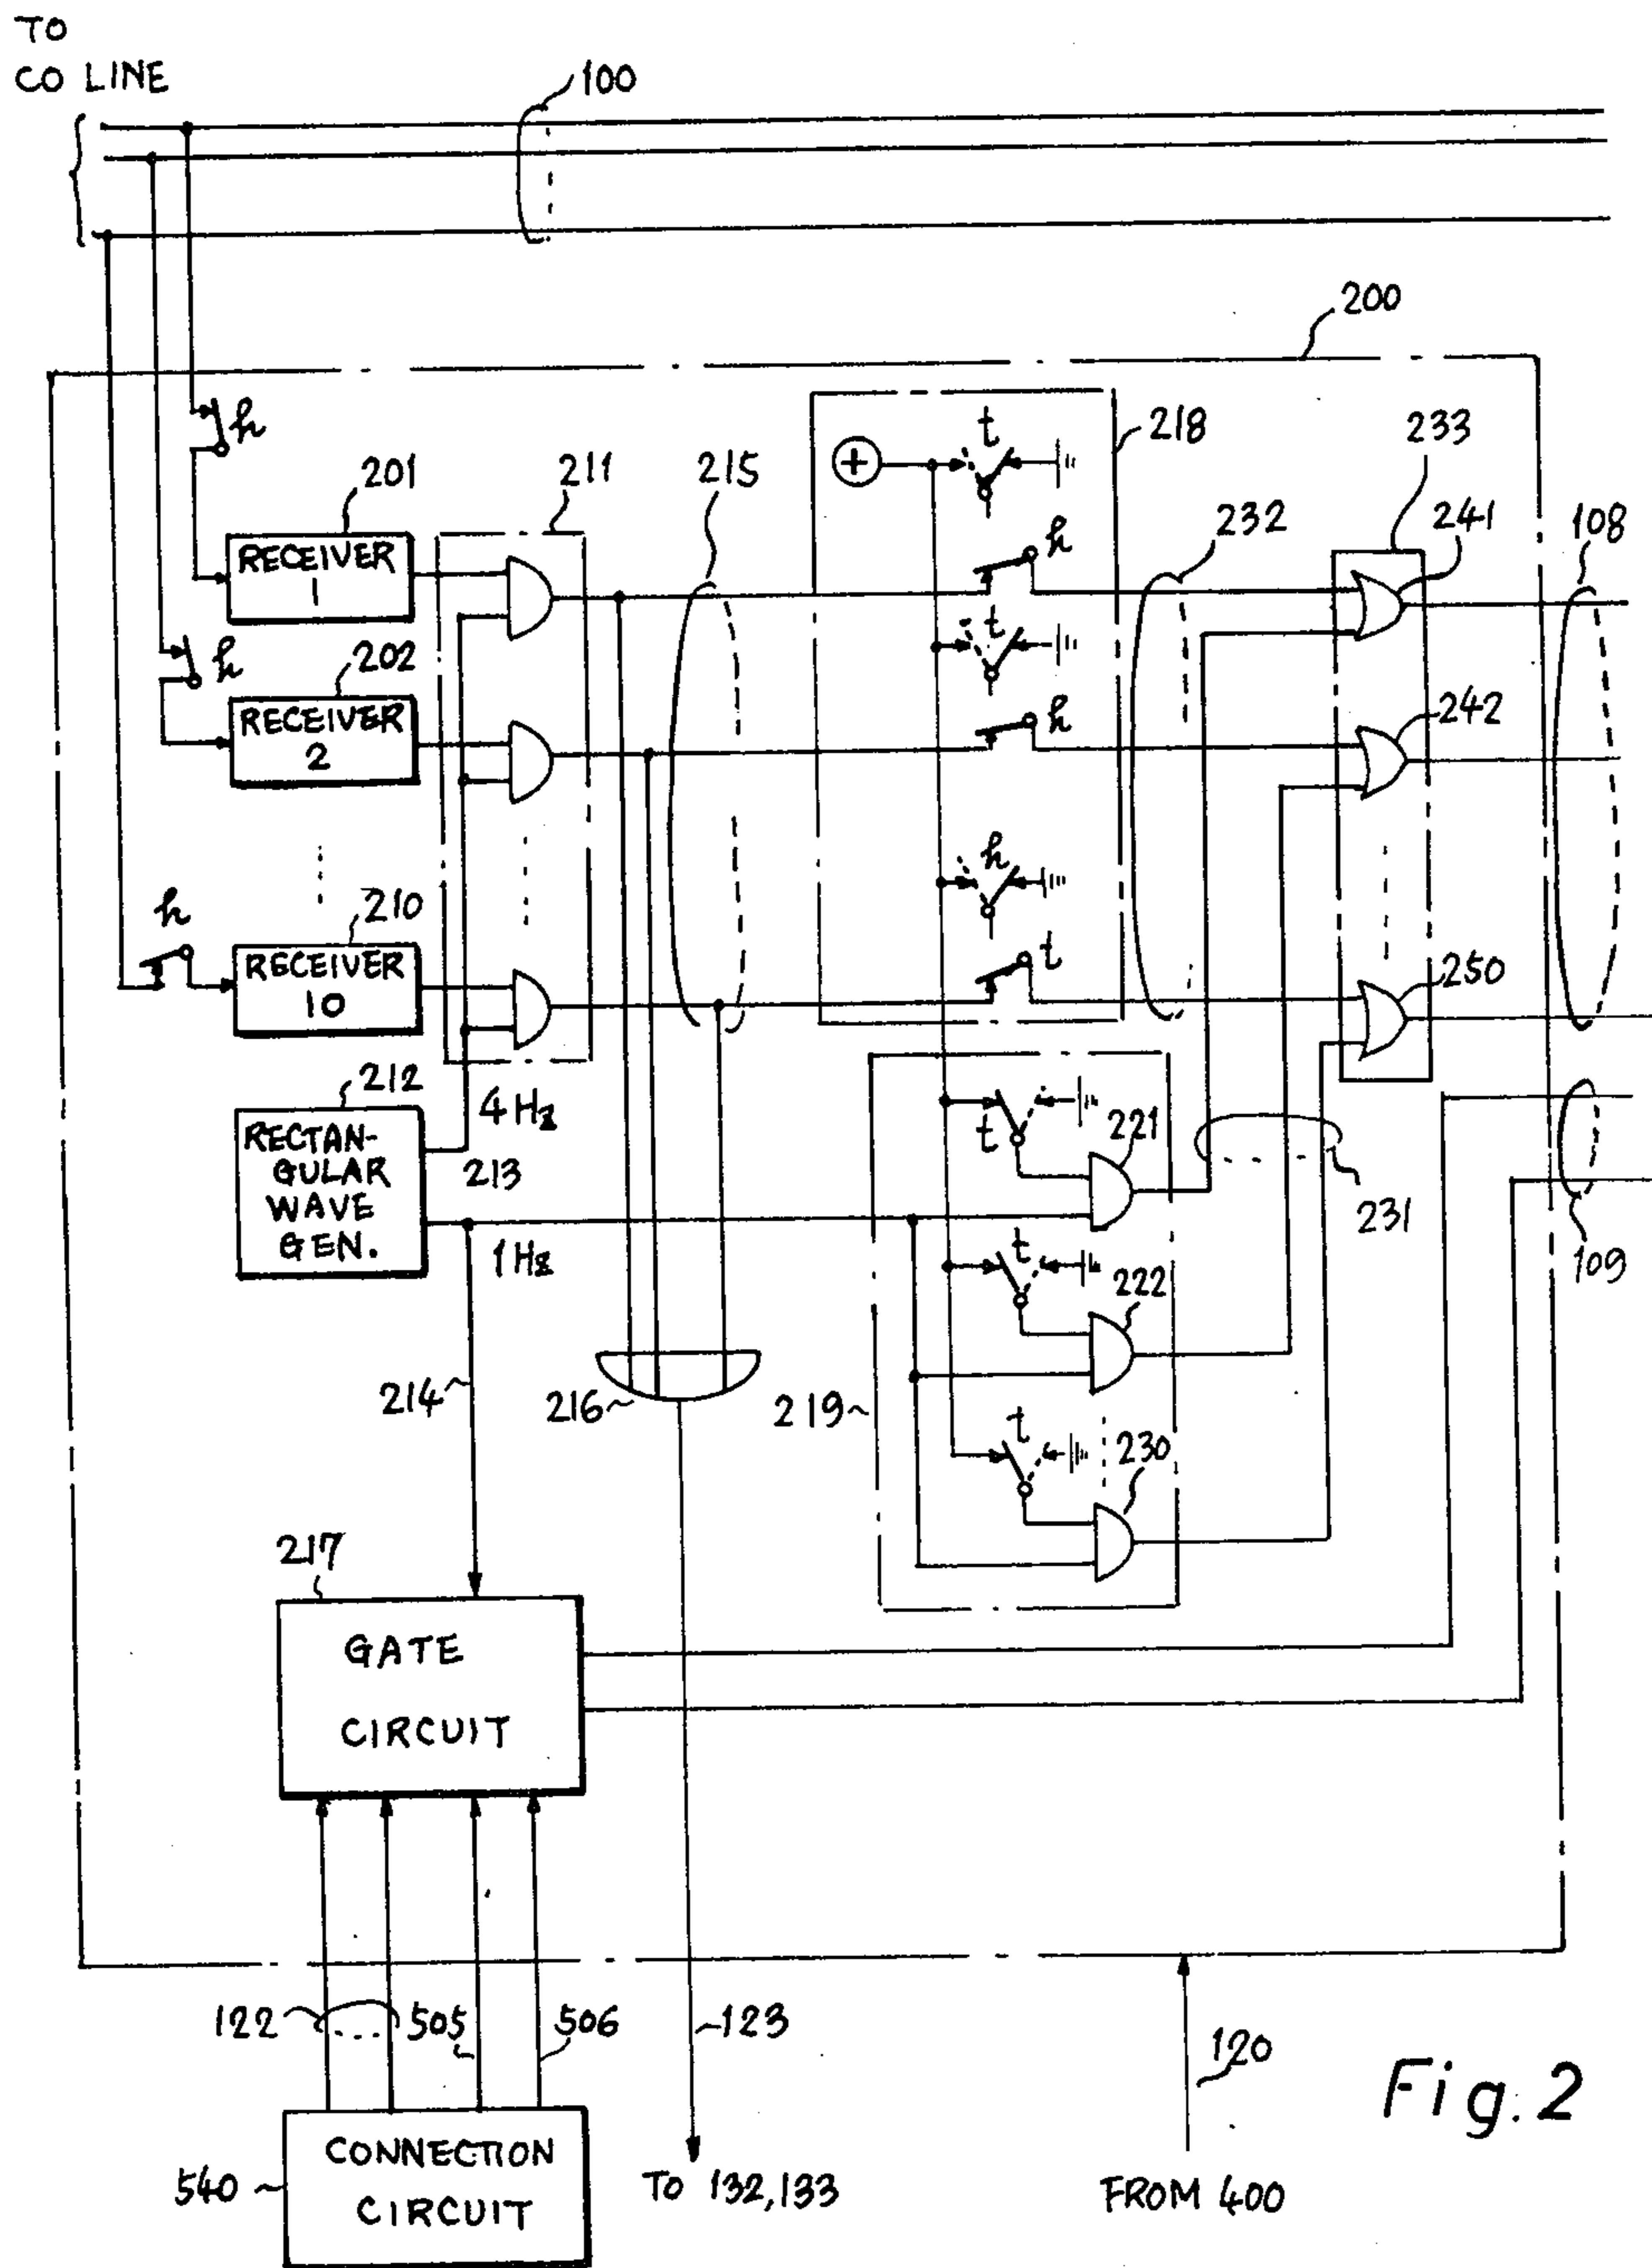 TO
CO LINE
100
200
h
t
218
233
201
211
215
232
241
108
RECEIVER
1
h
t
h
202
RECEIVER
2
h
242
h
h
210
RECEIVER
10
t
250
212
4 Hz
RECTAN-
GULAR
WAVE
GEN.
213
t
221
231
109
1 Hz
t
222
214
216
219
t
230
217
GATE
CIRCUIT
122
505
506
123
120
Fig. 2
540
CONNECTION
CIRCUIT
TO 132,133
FROM 400